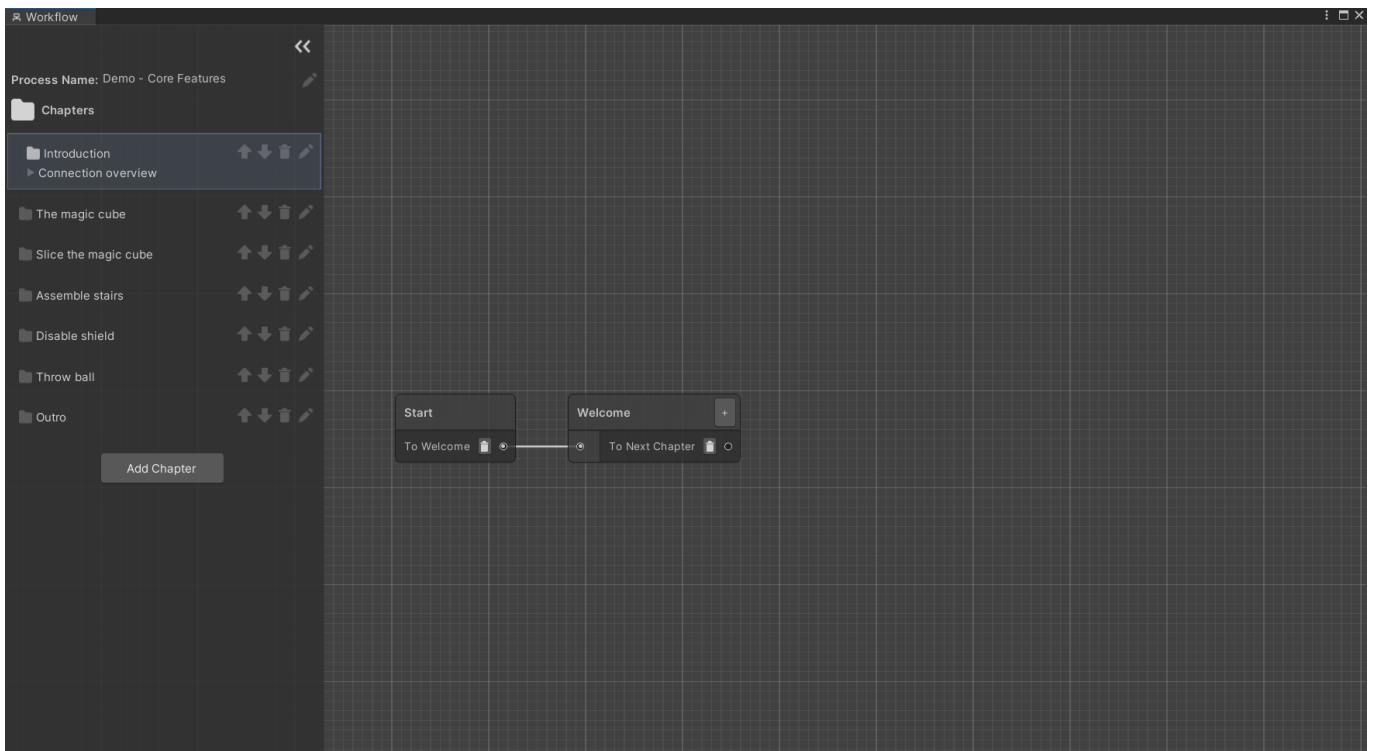 Workflow
Process Name: Demo - Core Features
Chapters
Introduction
Connection overview
The magic cube
Slice the magic cube
Assemble stairs
Disable shield
Throw ball
Outro
Add Chapter
Start
To Welcome
Welcome +
To Next Chapter